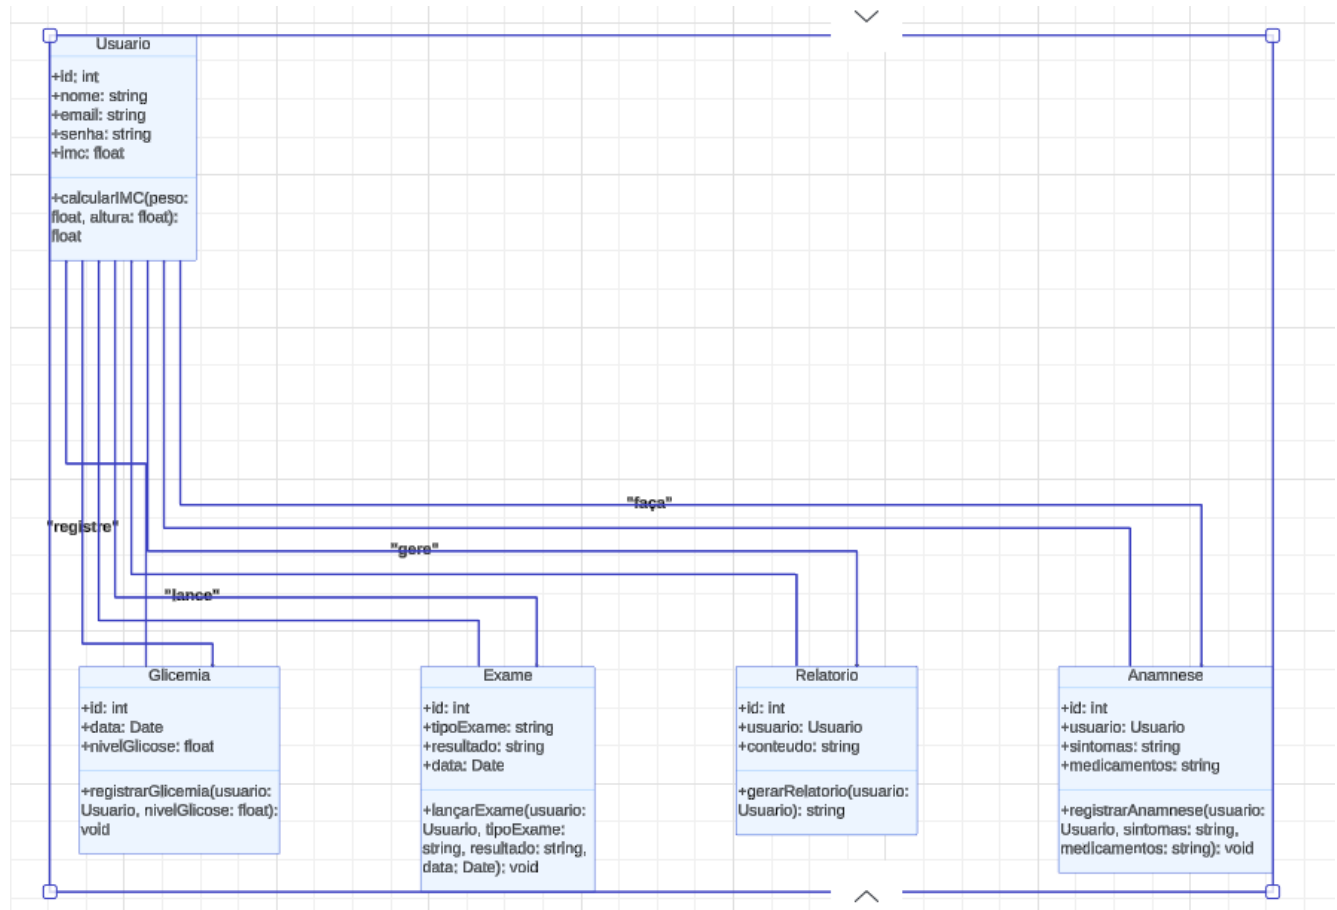 Usuario
+id: int
+nome: string
+email: string
+senha: string
+imc: float
+calcularIMC(peso:
float, altura: float):
float
"faça"
"registre"
"gere"
"lance"
Glicemia
+id: int
+data: Date
+nivelGlicose: float
+registrarGlicemia(usuario:
Usuario, nivelGlicose: float):
void
Exame
+id: int
+tipoExame: string
+resultado: string
+data: Date
+lançarExame(usuario:
Usuario, tipoExame:
string, resultado: string,
data: Date): void
Relatorio
+id: int
+usuario: Usuario
+conteudo: string
+gerarRelatorio(usuario:
Usuario): string
Anamnese
+id: int
+usuario: Usuario
+sintomas: string
+medicamentos: string
+registrarAnamnese(usuario:
Usuario, sintomas: string,
medicamentos: string): void